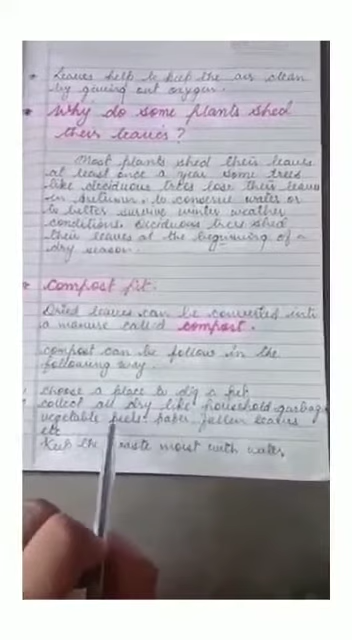 * Leaves help to keep the air clean
by giving out oxygen.
* Why do some plants shed
their leaves?
Most plants shed their leaves
at least once a year some trees
like deciduous trees lose their leave
in Autumn, to conserve water or
to better survive winter weather
conditions. Deciduous trees shed
their leaves at the beginning of a
dry season.
* Compost pit.
Dried leaves can be converted into
a manure called compost.
compost can be follow in the
following way.
choose a place to dig a pit
collect all dry like household garbag
vegetable peels paper fallen leaves
etc
Keep the waste moist with water